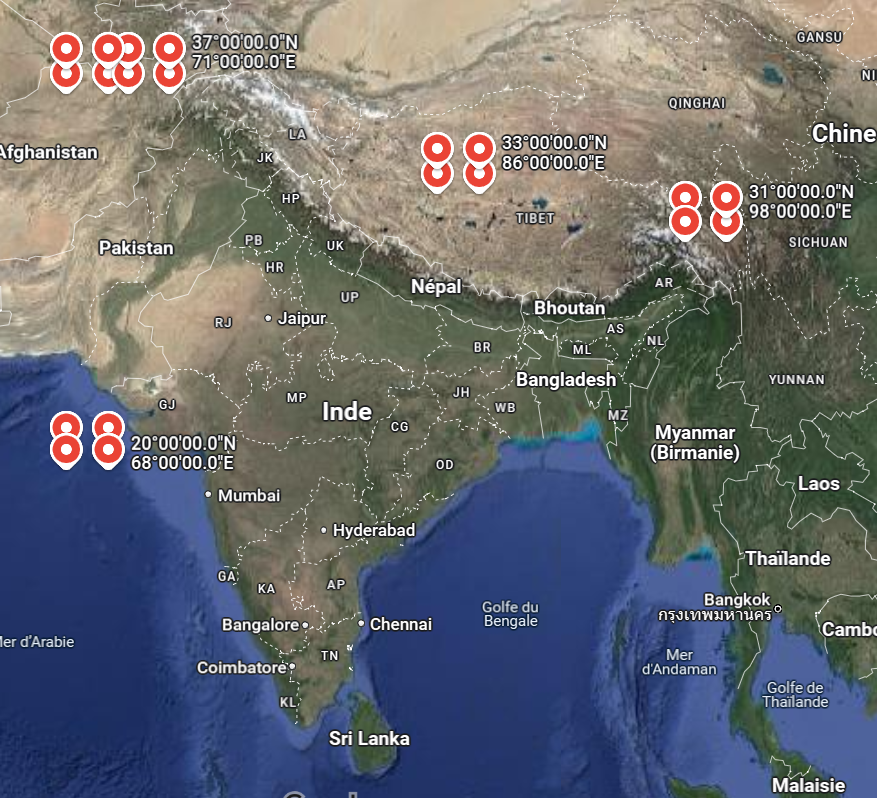 GANSU
37°00'00.0"N
71°00'00.0"E
QINGHAI
Chine
LA
33°00'00.0"N
86°00'00.0"E
Afghanistan
JK
31°00'00.0"N
98°00'00.0"E
HP
TIBET
SICHUAN
Pakistan
PB
UK
HR
Népal
AR
UP
Bhoutan
RJ
Jaipur
AS
NL
BR
ML
Bangladesh
YUNNAN
MP
JH
GJ
Inde
WB
MZ
CG
Myanmar
(Birmanie)
20°00'00.0"N
68°00'00.0"E
OD
Laos
Mumbai
Hyderabad
Thaïlande
GA
KA
AP
Bangkok
กรุงเทพมหานคร
Golfe du
Bengale
Bangalore
Chennai
Cambo
er d'Arabie
TN
Mer
d'Andaman
Coimbatore
Golfe de
Thaïlande
KL
Sri Lanka
Malaisie